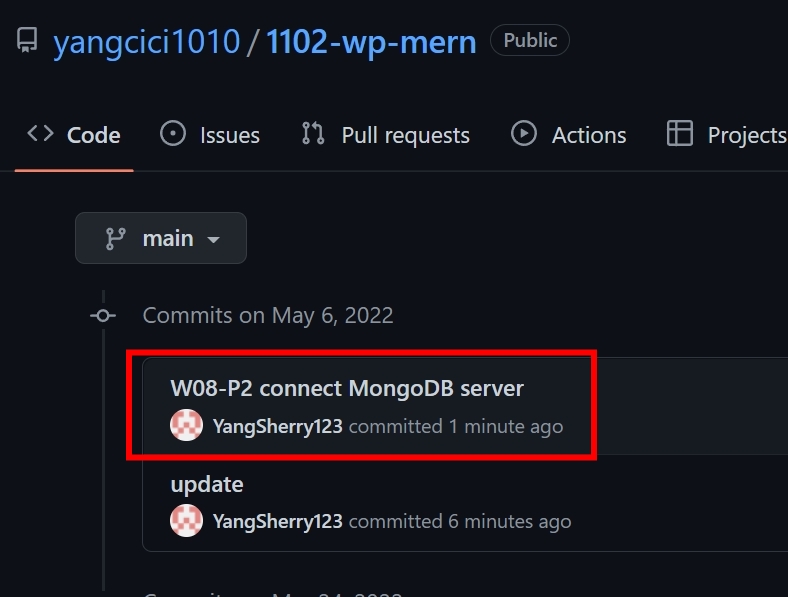 yangcici1010 / 1102-wp-mern Public
Code Issues Pull requests Actions Projects
main
Commits on May 6, 2022
W08-P2 connect MongoDB server
YangSherry123 committed 1 minute ago
update
YangSherry123 committed 6 minutes ago